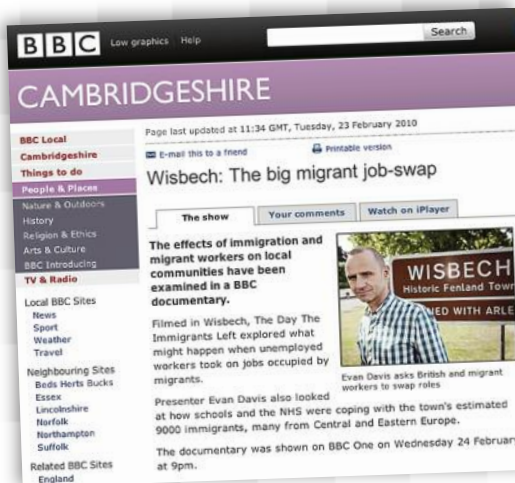 BBC Low graphics Help Search
CAMBRIDGESHIRE
BBC Local
Cambridgeshire
Things to do
People & Places
Nature & Outdoors
History
Religion & Ethics
Arts & Culture
BBC Introducing
TV & Radio
Local BBC Sites
News
Sport
Weather
Travel
Neighbouring Sites
Beds Herts Bucks
Essex
Lincolnshire
Norfolk
Northampton
Suffolk
Related BBC Sites
England
Page last updated at 11:34 GMT, Tuesday, 23 February 2010
E-mail this to a friend Printable version
Wisbech: The big migrant job-swap
The show Your comments Watch on iPlayer
The effects of immigration and
migrant workers on local
communities have been
examined in a BBC
documentary.
Filmed in Wisbech, The Day The
Immigrants Left explored what
might happen when unemployed
workers took on jobs occupied by
migrants.
WISBECH
Historic Fenland Town
NED WITH ARLE
Evan Davis asks British and migrant
workers to swap roles
Presenter Evan Davis also looked
at how schools and the NHS were coping with the town's estimated
9000 immigrants, many from Central and Eastern Europe.
The documentary was shown on BBC One on Wednesday 24 February
at 9pm.